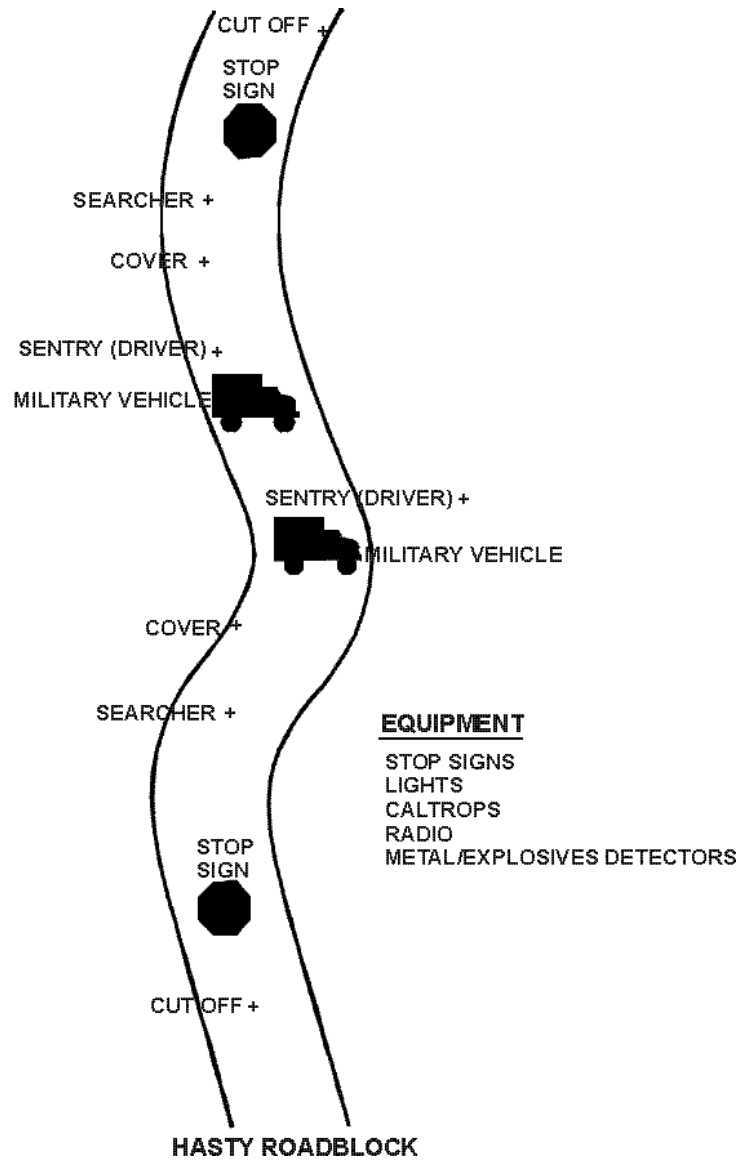 CUT OFF +
STOP
SIGN
SEARCHER +
COVER +
SENTRY (DRIVER) +
MILITARY VEHICLE
SENTRY (DRIVER) +
MILITARY VEHICLE
COVER +
SEARCHER +
EQUIPMENT
STOP SIGNS
LIGHTS
CALTROPS
RADIO
METAL/EXPLOSIVES DETECTORS
STOP
SIGN
CUT OFF +
HASTY ROADBLOCK